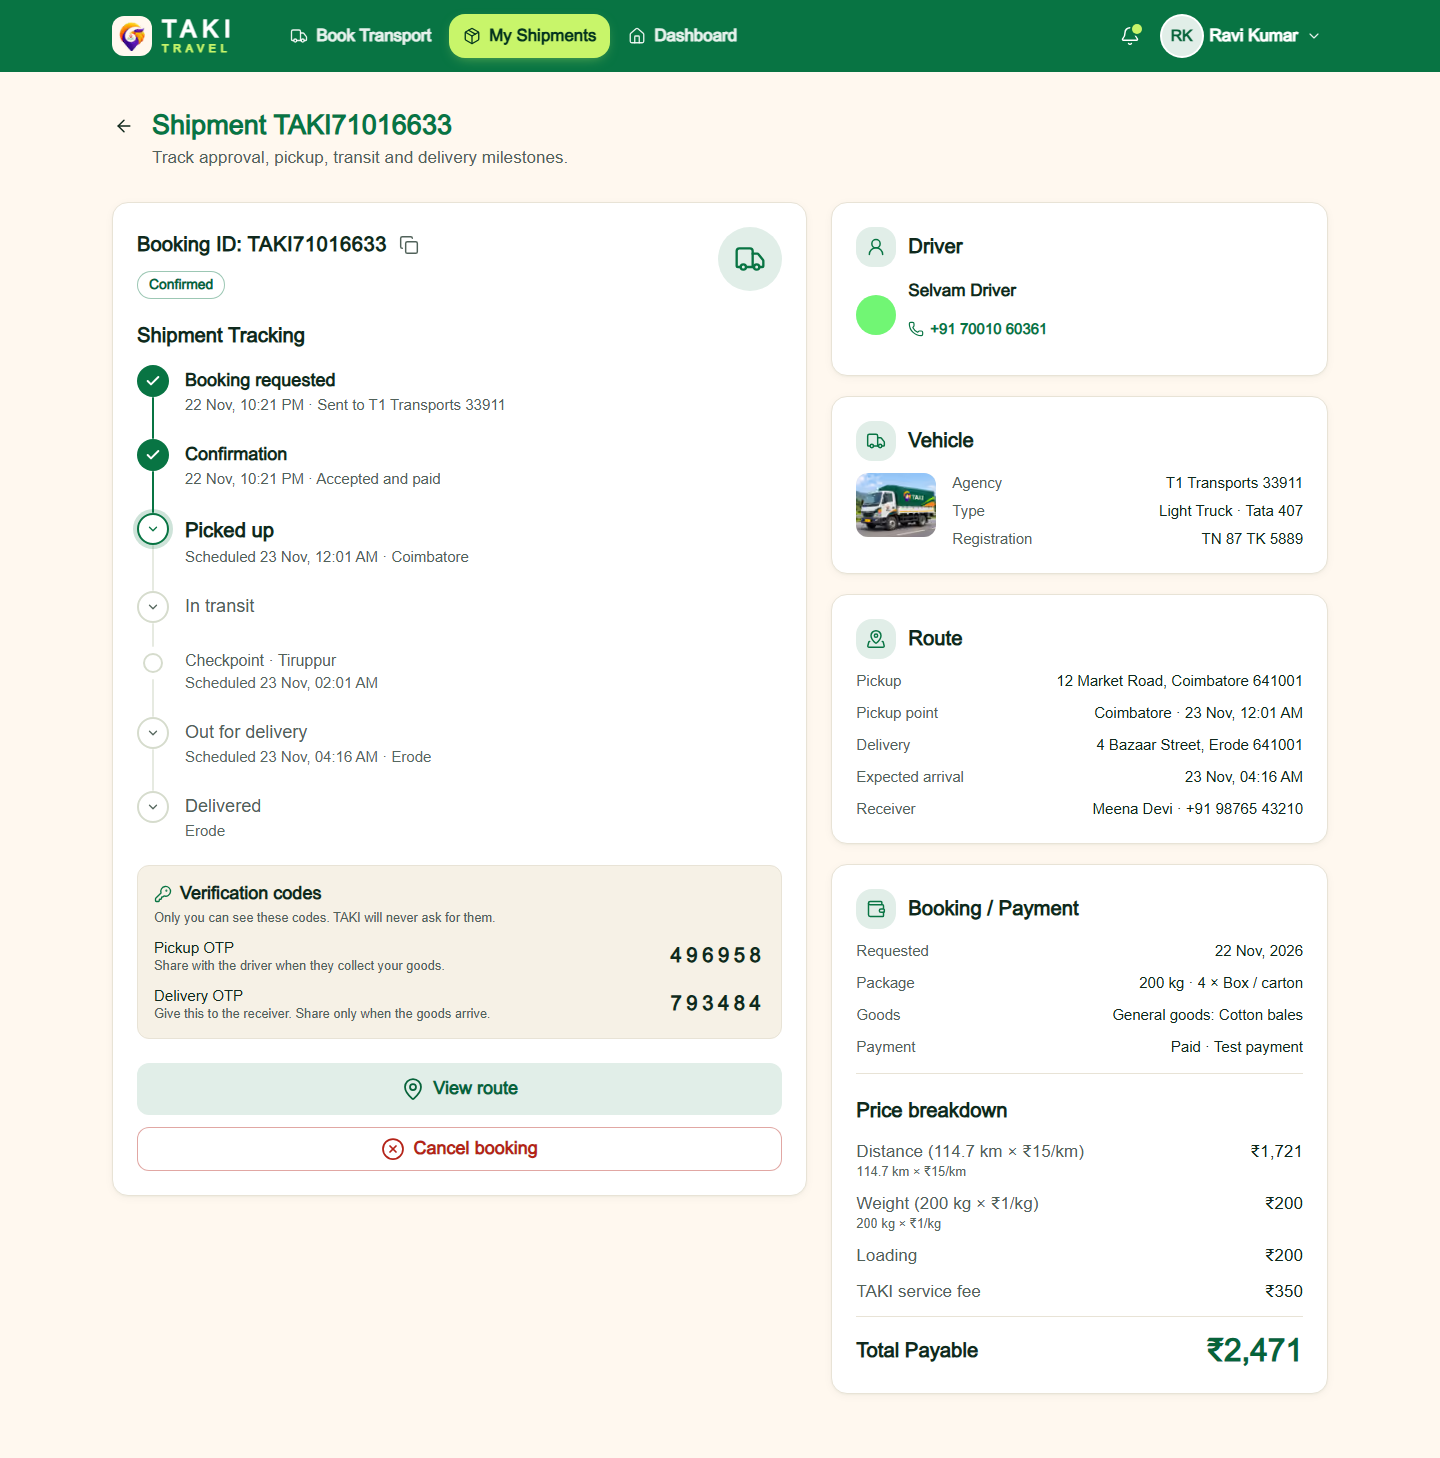 TAKI
TRAVEL
Book Transport
My Shipments
Dashboard
RK
Ravi Kumar
Shipment TAKI71016633
Track approval, pickup, transit and delivery milestones.
Booking ID: TAKI71016633
Confirmed
Shipment Tracking
Booking requested
22 Nov, 10:21 PM · Sent to T1 Transports 33911
Confirmation
22 Nov, 10:21 PM · Accepted and paid
Picked up
Scheduled 23 Nov, 12:01 AM · Coimbatore
In transit
Checkpoint · Tiruppur
Scheduled 23 Nov, 02:01 AM
Out for delivery
Scheduled 23 Nov, 04:16 AM · Erode
Delivered
Erode
Verification codes
Only you can see these codes. TAKI will never ask for them.
Pickup OTP
Share with the driver when they collect your goods.
496958
Delivery OTP
Give this to the receiver. Share only when the goods arrive.
793484
View route
Cancel booking
Driver
Selvam Driver
+91 70010 60361
Vehicle
TAKI
Agency T1 Transports 33911
Type Light Truck · Tata 407
Registration TN 87 TK 5889
Route
Pickup 12 Market Road, Coimbatore 641001
Pickup point Coimbatore · 23 Nov, 12:01 AM
Delivery 4 Bazaar Street, Erode 641001
Expected arrival 23 Nov, 04:16 AM
Receiver Meena Devi · +91 98765 43210
Booking / Payment
Requested 22 Nov, 2026
Package 200 kg · 4 × Box / carton
Goods General goods: Cotton bales
Payment Paid · Test payment
Price breakdown
Distance (114.7 km × ₹15/km) ₹1,721
114.7 km × ₹15/km
Weight (200 kg × ₹1/kg) ₹200
200 kg × ₹1/kg
Loading ₹200
TAKI service fee ₹350
Total Payable ₹2,471